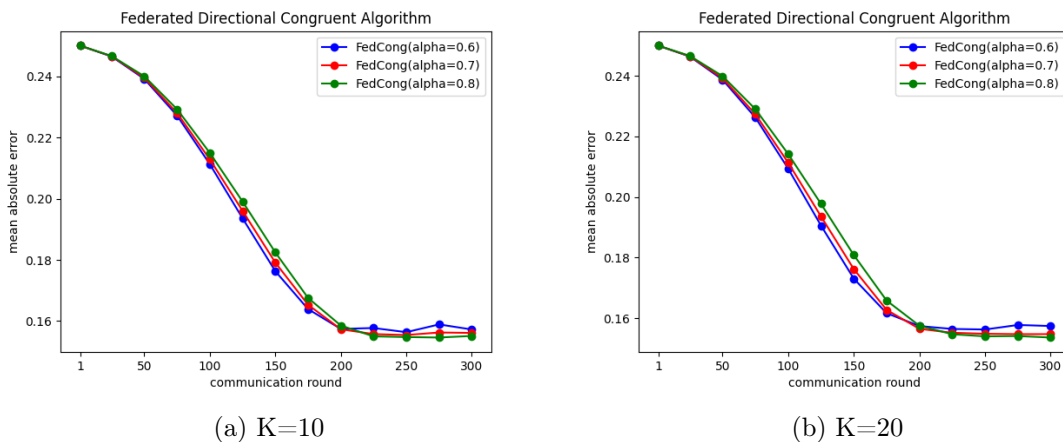 Federated Directional Congruent Algorithm
FedCong(alpha=0.6)
FedCong(alpha=0.7)
FedCong(alpha=0.8)
mean absolute error
0.24
0.22
0.20
0.18
0.16
1 50 100 150 200 250 300
communication round
(a) K=10
Federated Directional Congruent Algorithm
FedCong(alpha=0.6)
FedCong(alpha=0.7)
FedCong(alpha=0.8)
mean absolute error
0.24
0.22
0.20
0.18
0.16
1 50 100 150 200 250 300
communication round
(b) K=20